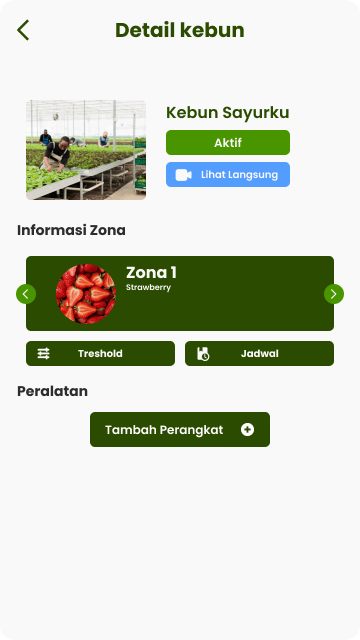 Detail kebun
Kebun Sayurku
Aktif
Lihat Langsung
Informasi Zona
Zona 1
Strawberry
Treshold
Jadwal
Peralatan
Tambah Perangkat